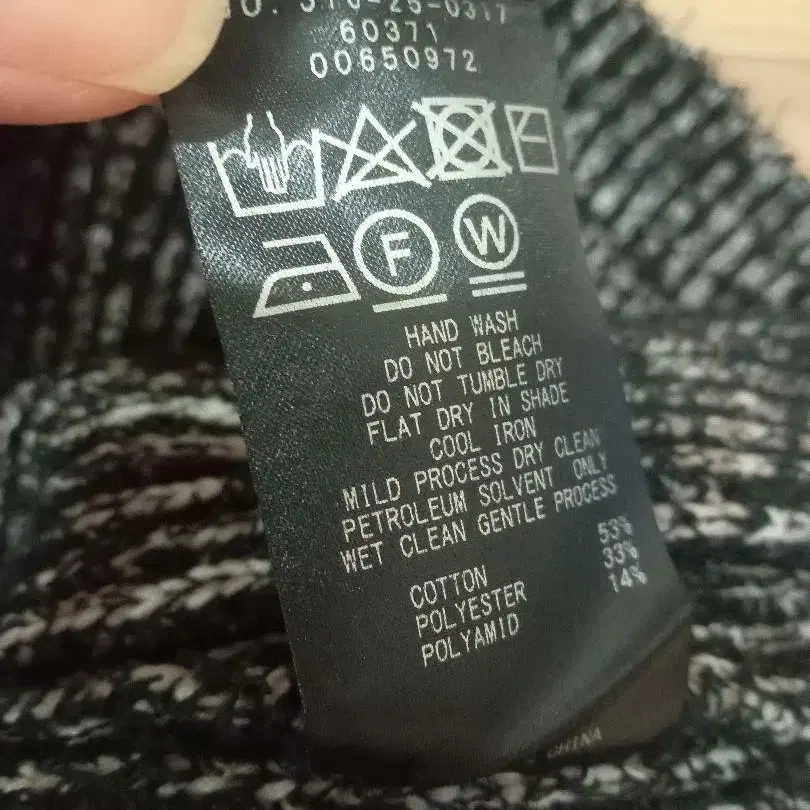 60371
00650972
F
W
HAND WASH
DO NOT BLEACH
DO NOT TUMBLE DRY
FLAT DRY IN SHADE
COOL IRON
MILD PROCESS DRY CLEAN
PETROLEUM SOLVENT ONLY
WET CLEAN GENTLE PROCESS
COTTON 53%
POLYESTER 33%
POLYAMID 14%
CHINA